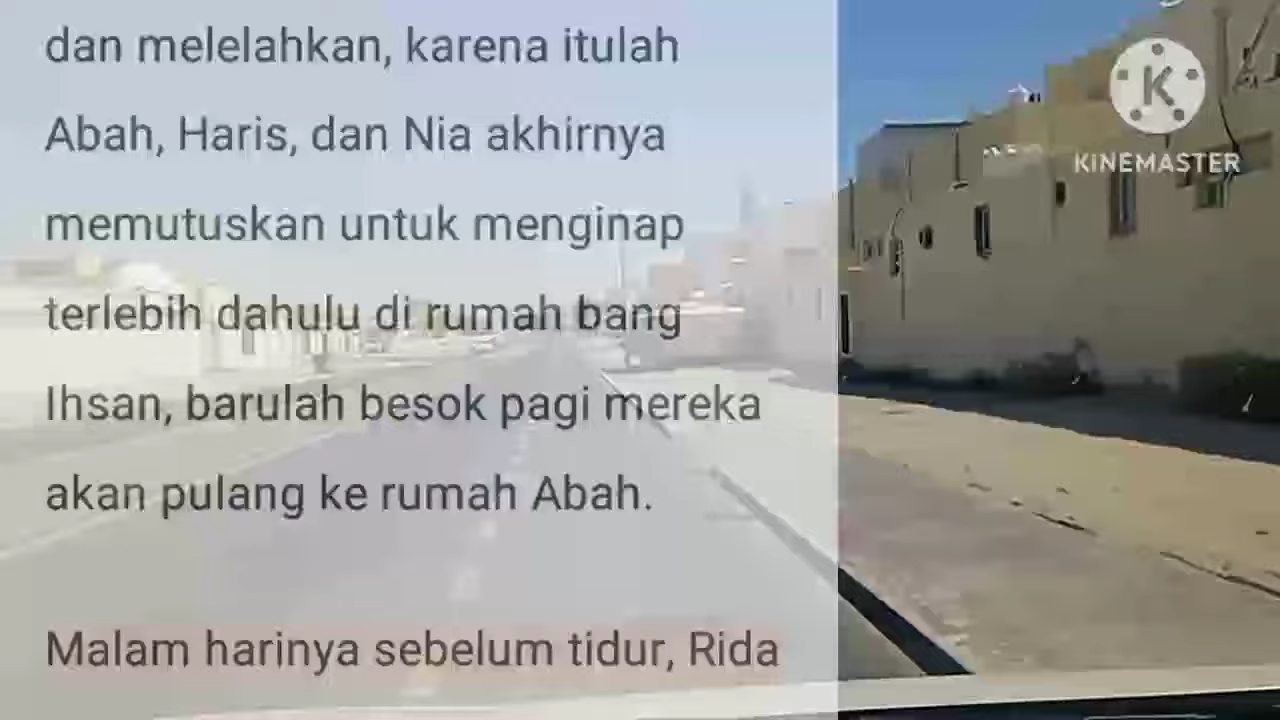 dan melelahkan, karena itulah
Abah, Haris, dan Nia akhirnya
memutuskan untuk menginap
terlebih dahulu di rumah bang
Ihsan, barulah besok pagi mereka
akan pulang ke rumah Abah.
Malam harinya sebelum tidur, Rida
K
KINEMASTER